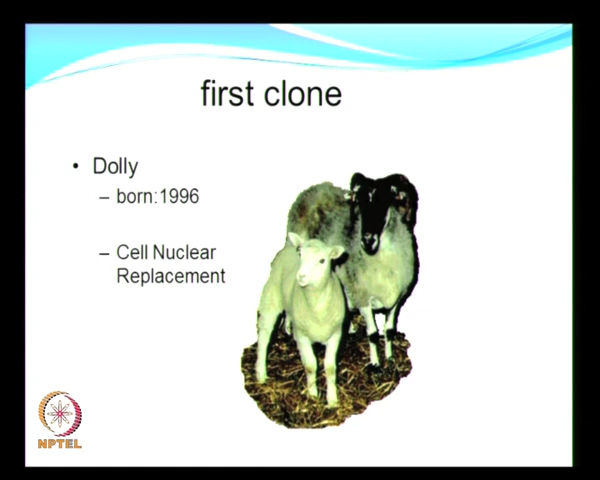 first clone
• Dolly
– born:1996
– Cell Nuclear
Replacement
NPTEL